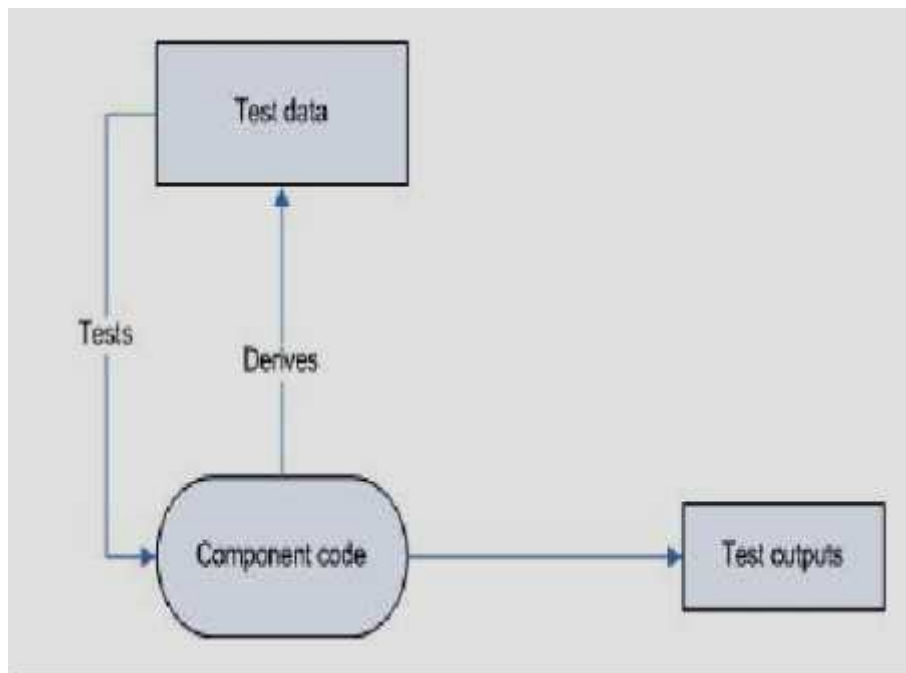 Test data
Tests
Derives
Component code
Test outputs